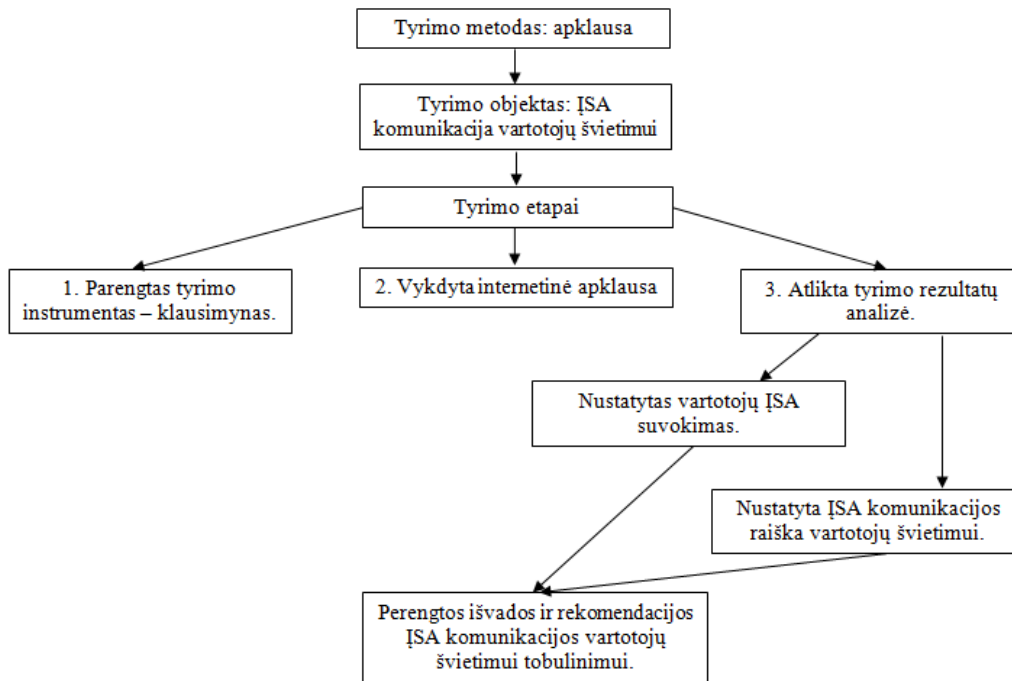 Tyrimo metodas: apklausa
Tyrimo objektas: ĮSA
komunikacija vartotojų švietimui
Tyrimo etapai
1. Parengtas tyrimo
instrumentas – klausimynas.
2. Vykdyta internetinė apklausa
3. Atlikta tyrimo rezultatų
analizė.
Nustatytas vartotojų ĮSA
suvokimas.
Nustatyta ĮSA komunikacijos
raiška vartotojų švietimui.
Perengtos išvados ir rekomendacijos
ĮSA komunikacijos vartotojų
švietimui tobulinimui.